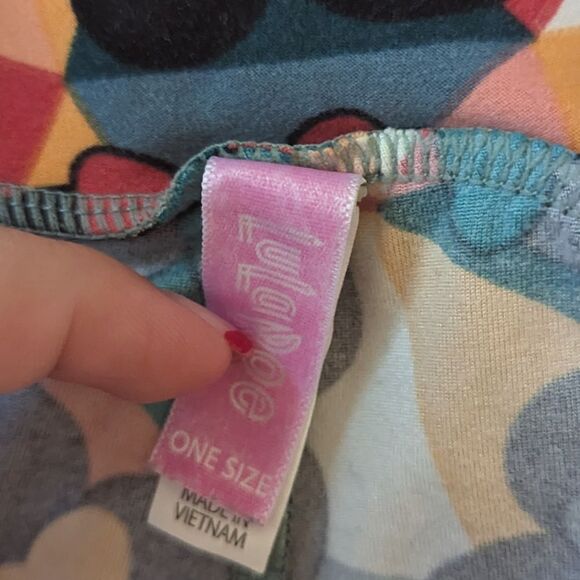 LuLaRoe
ONE SIZE
MADE IN
VIETNAM